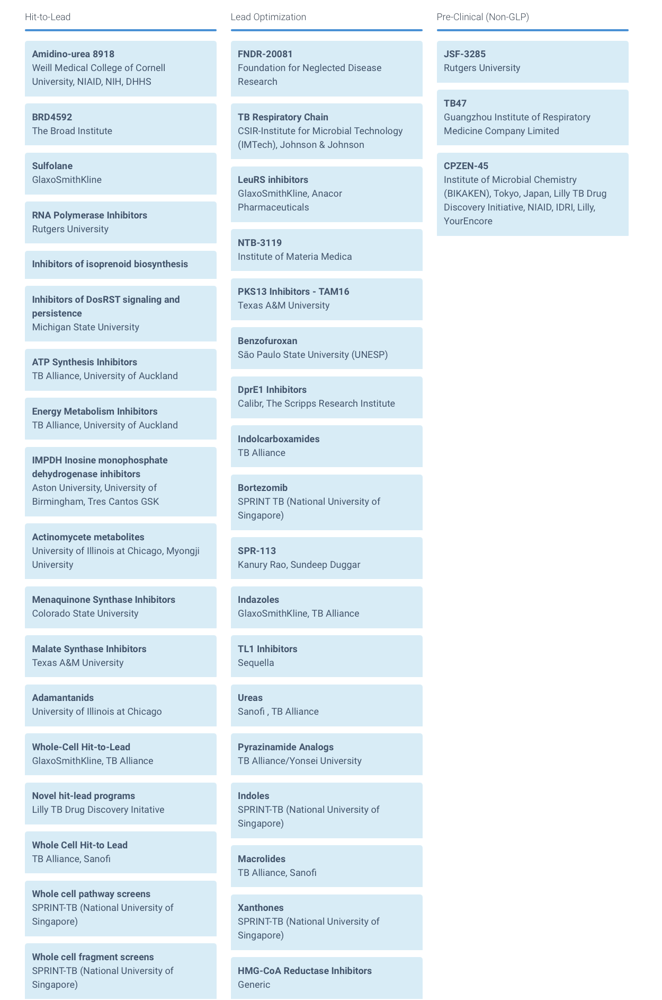 Hit-to-Lead
Amidino-urea 8918
Weill Medical College of Cornell
University, NIAID, NIH, DHHS
BRD4592
The Broad Institute
Sulfolane
GlaxoSmithKline
RNA Polymerase Inhibitors
Rutgers University
Inhibitors of isoprenoid biosynthesis
Inhibitors of DosRST signaling and
persistence
Michigan State University
ATP Synthesis Inhibitors
TB Alliance, University of Auckland
Energy Metabolism Inhibitors
TB Alliance, University of Auckland
IMPDH Inosine monophosphate
dehydrogenase inhibitors
Aston University, University of
Birmingham, Tres Cantos GSK
Actinomycete metabolites
University of Illinois at Chicago, Myongji
University
Menaquinone Synthase Inhibitors
Colorado State University
Malate Synthase Inhibitors
Texas A&M University
Adamantanids
University of Illinois at Chicago
Whole-Cell Hit-to-Lead
GlaxoSmithKline, TB Alliance
Novel hit-lead programs
Lilly TB Drug Discovery Initative
Whole Cell Hit-to Lead
TB Alliance, Sanofi
Whole cell pathway screens
SPRINT-TB (National University of
Singapore)
Whole cell fragment screens
SPRINT-TB (National University of
Singapore)
Lead Optimization
FNDR-20081
Foundation for Neglected Disease
Research
TB Respiratory Chain
CSIR-Institute for Microbial Technology
(IMTech), Johnson & Johnson
LeuRS inhibitors
GlaxoSmithKline, Anacor
Pharmaceuticals
NTB-3119
Institute of Materia Medica
PKS13 Inhibitors - TAM16
Texas A&M University
Benzofuroxan
São Paulo State University (UNESP)
DprE1 Inhibitors
Calibr, The Scripps Research Institute
Indolcarboxamides
TB Alliance
Bortezomib
SPRINT TB (National University of
Singapore)
SPR-113
Kanury Rao, Sundeep Duggar
Indazoles
GlaxoSmithKline, TB Alliance
TL1 Inhibitors
Sequella
Ureas
Sanofi , TB Alliance
Pyrazinamide Analogs
TB Alliance/Yonsei University
Indoles
SPRINT-TB (National University of
Singapore)
Macrolides
TB Alliance, Sanofi
Xanthones
SPRINT-TB (National University of
Singapore)
HMG-CoA Reductase Inhibitors
Generic
Pre-Clinical (Non-GLP)
JSF-3285
Rutgers University
TB47
Guangzhou Institute of Respiratory
Medicine Company Limited
CPZEN-45
Institute of Microbial Chemistry
(BIKAKEN), Tokyo, Japan, Lilly TB Drug
Discovery Initiative, NIAID, IDRI, Lilly,
YourEncore